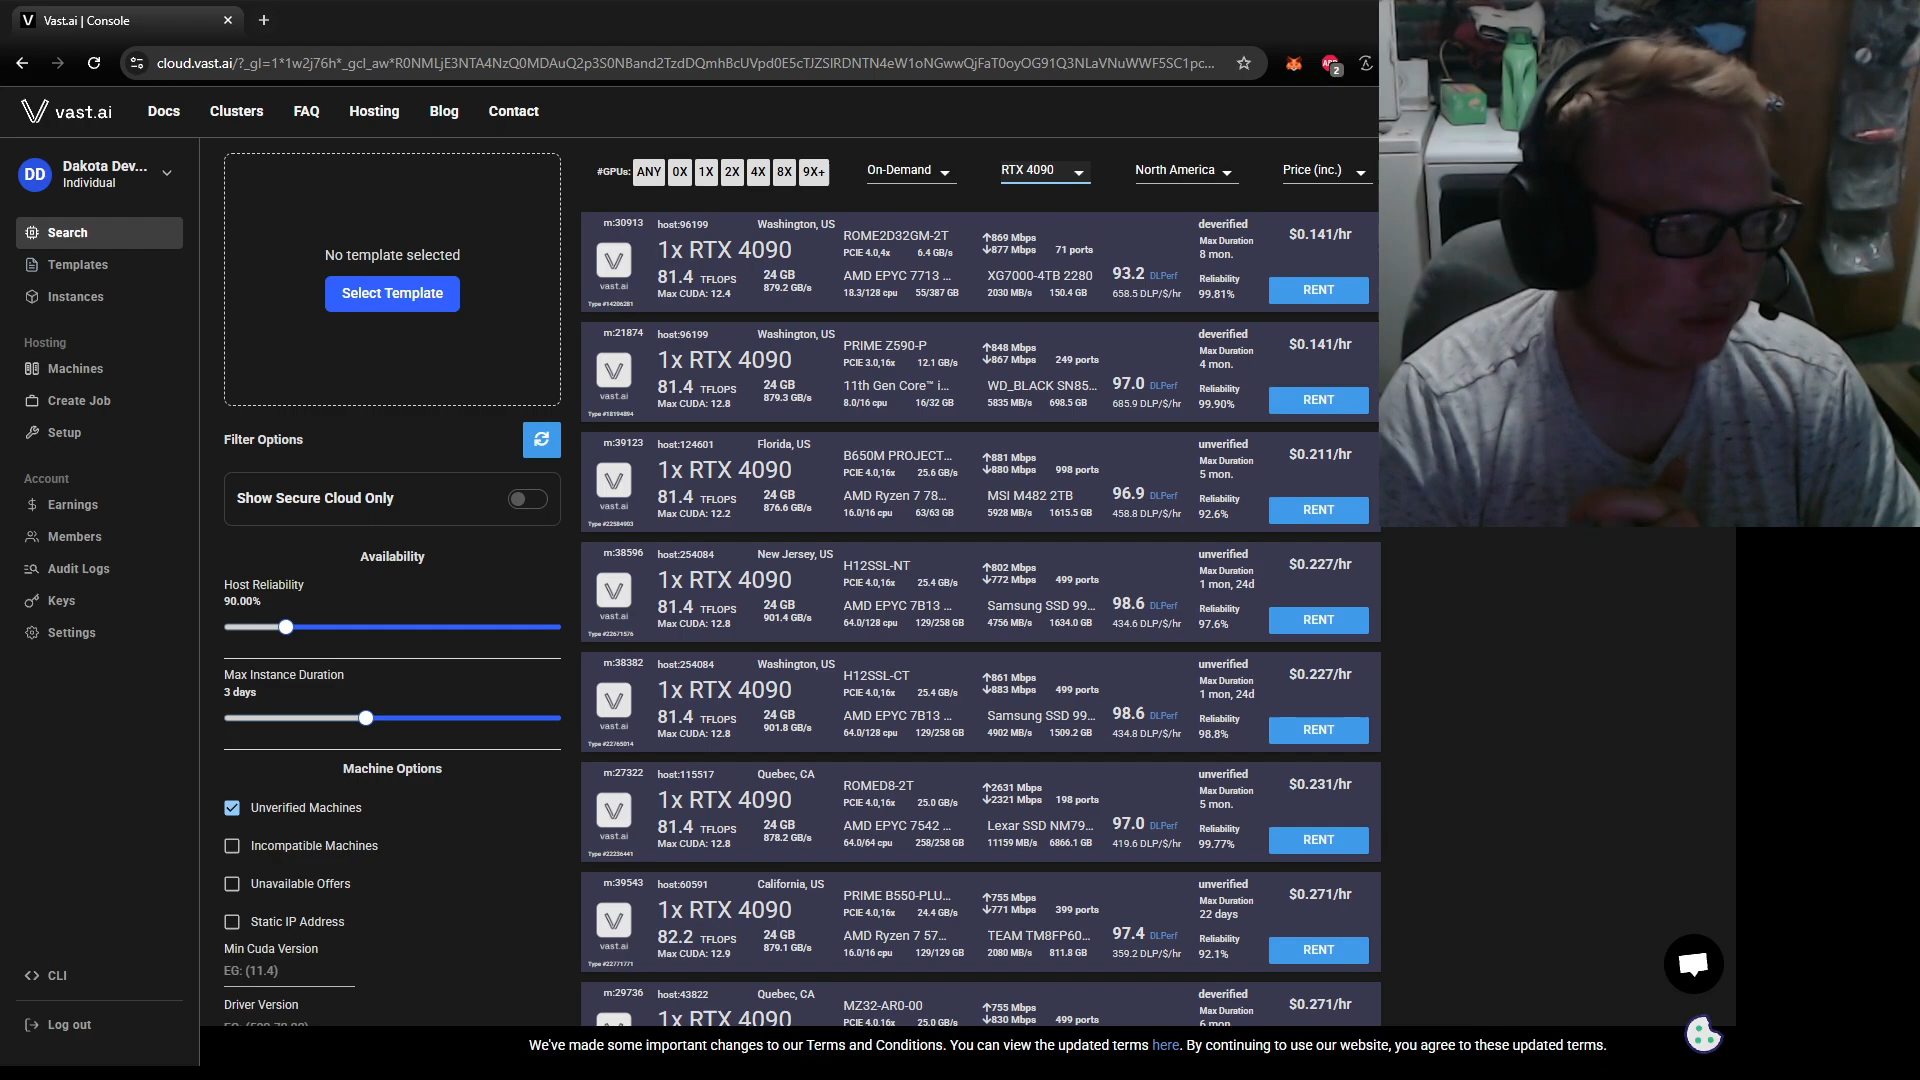 Vast.ai | Console
cloud.vast.ai/?_gl=1*1w2j76h*_gcl_aw*
vast.ai
Docs
Clusters
FAQ
Hosting
Blog
Contact
DD
Dakota Dev...
Individual
Search
Templates
Instances
Hosting
Machines
Create Job
Setup
Account
Earnings
Members
Audit Logs
Keys
Settings
CLI
Log out
No template selected
Select Template
Filter Options
Show Secure Cloud Only
Availability
Host Reliability
90.00%
Max Instance Duration
3 days
Machine Options
Unverified Machines
Incompatible Machines
Unavailable Offers
Static IP Address
Min Cuda Version
EG: (11.4)
Driver Version
#GPUs: ANY 0X 1X 2X 4X 8X 9X+
On-Demand
RTX 4090
North America
Price (inc.)
m:30913 host:96199 Washington, US
1x RTX 4090
81.4 TFLOPS 24 GB 879.2 GB/s
Max CUDA: 12.4
vast.ai
Type #14206281
ROME2D32GM-2T
PCIE 4.0,4x 6.4 GB/s
AMD EPYC 7713 ...
18.3/128 cpu 55/387 GB
↑869 Mbps
↓877 Mbps 71 ports
XG7000-4TB 2280
2030 MB/s 150.4 GB
93.2 DLPerf
658.5 DLP/$/hr
deverified
Max Duration
8 mon.
Reliability
99.81%
$0.141/hr
RENT
m:21874 host:96199 Washington, US
1x RTX 4090
81.4 TFLOPS 24 GB 879.3 GB/s
Max CUDA: 12.8
vast.ai
Type #18194894
PRIME Z590-P
PCIE 3.0,16x 12.1 GB/s
11th Gen Core™ i...
8.0/16 cpu 16/32 GB
↑848 Mbps
↓867 Mbps 249 ports
WD_BLACK SN85...
5835 MB/s 698.5 GB
97.0 DLPerf
685.9 DLP/$/hr
deverified
Max Duration
4 mon.
Reliability
99.90%
$0.141/hr
RENT
m:39123 host:124601 Florida, US
1x RTX 4090
81.4 TFLOPS 24 GB 876.6 GB/s
Max CUDA: 12.2
vast.ai
Type #22584903
B650M PROJECT...
PCIE 4.0,16x 25.6 GB/s
AMD Ryzen 7 78...
16.0/16 cpu 63/63 GB
↑881 Mbps
↓880 Mbps 998 ports
MSI M482 2TB
5928 MB/s 1615.5 GB
96.9 DLPerf
458.8 DLP/$/hr
unverified
Max Duration
5 mon.
Reliability
92.6%
$0.211/hr
RENT
m:38596 host:254084 New Jersey, US
1x RTX 4090
81.4 TFLOPS 24 GB 901.4 GB/s
Max CUDA: 12.8
vast.ai
Type #22671576
H12SSL-NT
PCIE 4.0,16x 25.4 GB/s
AMD EPYC 7B13 ...
64.0/128 cpu 129/258 GB
↑802 Mbps
↓772 Mbps 499 ports
Samsung SSD 99...
4756 MB/s 1634.0 GB
98.6 DLPerf
434.6 DLP/$/hr
unverified
Max Duration
1 mon, 24d
Reliability
97.6%
$0.227/hr
RENT
m:38382 host:254084 Washington, US
1x RTX 4090
81.4 TFLOPS 24 GB 901.8 GB/s
Max CUDA: 12.8
vast.ai
Type #22765014
H12SSL-CT
PCIE 4.0,16x 25.4 GB/s
AMD EPYC 7B13 ...
64.0/128 cpu 129/258 GB
↑861 Mbps
↓883 Mbps 499 ports
Samsung SSD 99...
4902 MB/s 1509.2 GB
98.6 DLPerf
434.8 DLP/$/hr
unverified
Max Duration
1 mon, 24d
Reliability
98.8%
$0.227/hr
RENT
m:27322 host:115517 Quebec, CA
1x RTX 4090
81.4 TFLOPS 24 GB 878.2 GB/s
Max CUDA: 12.8
vast.ai
Type #22236441
ROMED8-2T
PCIE 4.0,16x 25.0 GB/s
AMD EPYC 7542 ...
64.0/64 cpu 258/258 GB
↑2631 Mbps
↓2321 Mbps 198 ports
Lexar SSD NM79...
11159 MB/s 6866.1 GB
97.0 DLPerf
419.6 DLP/$/hr
unverified
Max Duration
5 mon.
Reliability
99.77%
$0.231/hr
RENT
m:39543 host:60591 California, US
1x RTX 4090
82.2 TFLOPS 24 GB 879.1 GB/s
Max CUDA: 12.9
vast.ai
Type #22771771
PRIME B550-PLU...
PCIE 4.0,16x 24.4 GB/s
AMD Ryzen 7 57...
16.0/16 cpu 129/129 GB
↑755 Mbps
↓771 Mbps 399 ports
TEAM TM8FP60...
2080 MB/s 811.8 GB
97.4 DLPerf
359.2 DLP/$/hr
unverified
Max Duration
22 days
Reliability
92.1%
$0.271/hr
RENT
m:29736 host:43822 Quebec, CA
1x RTX 4090
MZ32-AR0-00
PCIE 4.0,16x 25.0 GB/s
↑755 Mbps
↓830 Mbps 499 ports
deverified
Max Duration
6 mon.
$0.271/hr
We've made some important changes to our Terms and Conditions. You can view the updated terms here. By continuing to use our website, you agree to these updated terms.
2